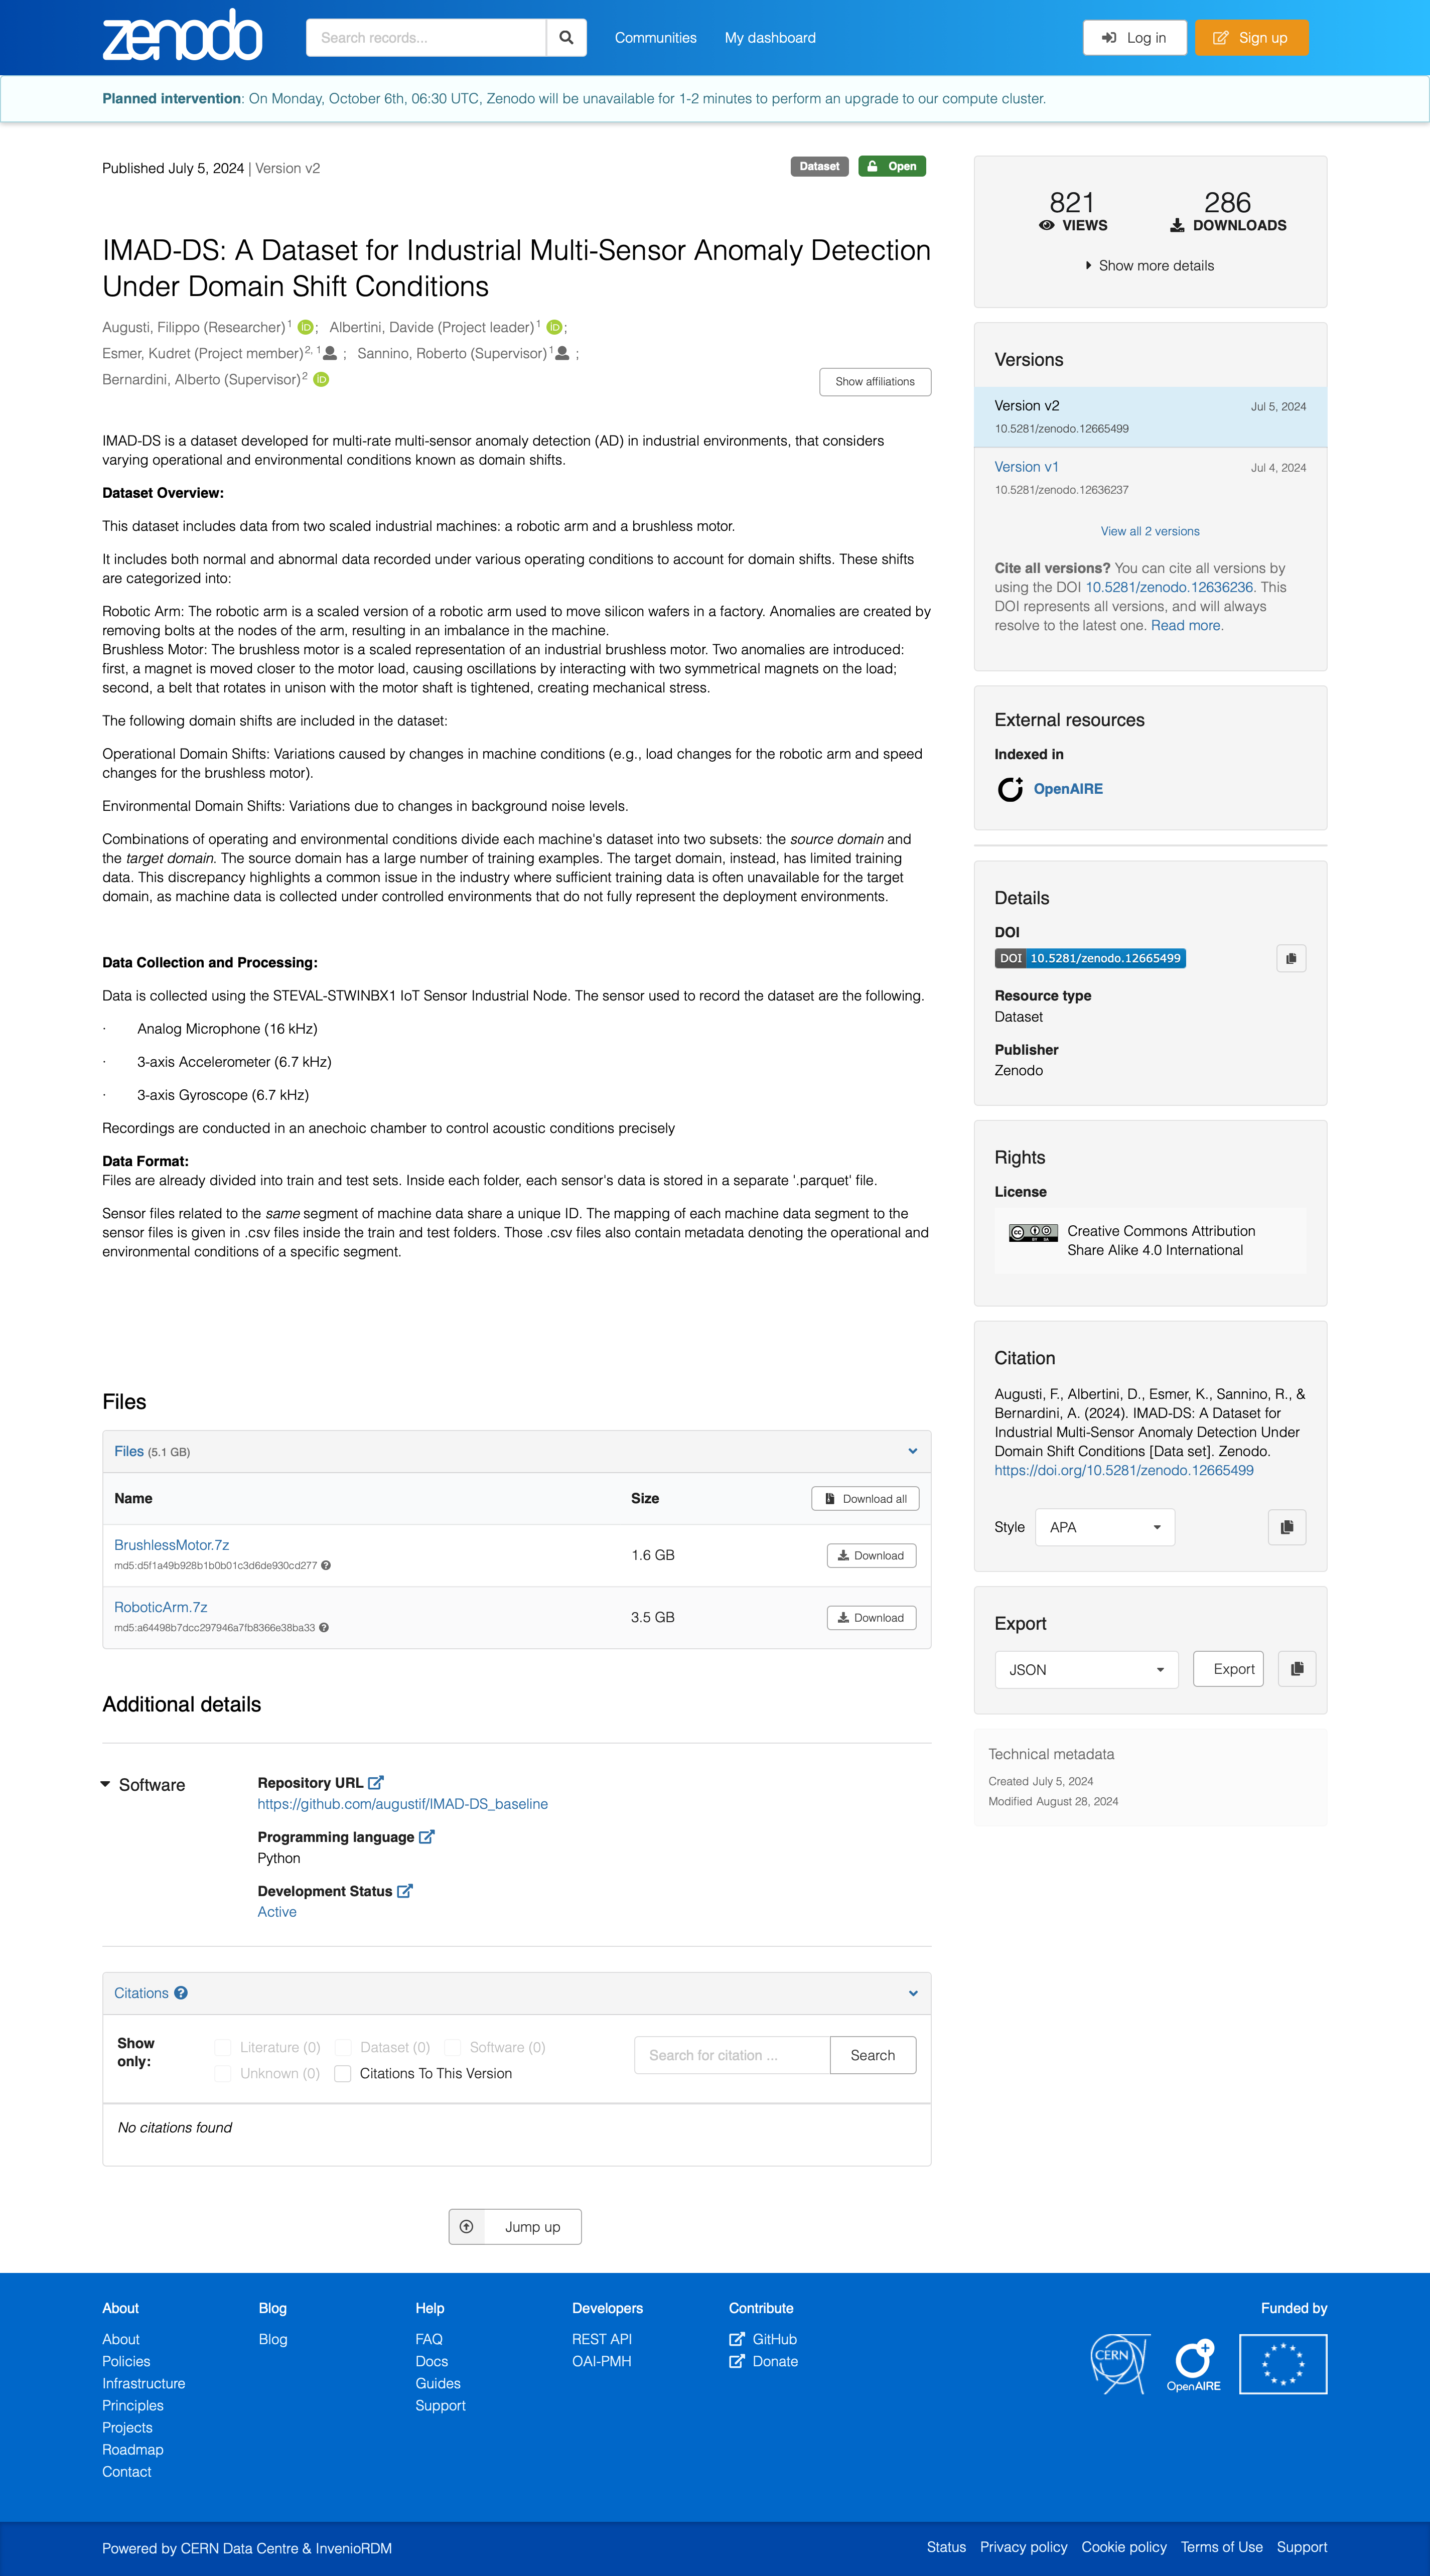 zenodo
Search records...
Communities
My dashboard
Log in
Sign up
Planned intervention: On Monday, October 6th, 06:30 UTC, Zenodo will be unavailable for 1-2 minutes to perform an upgrade to our compute cluster.
Published July 5, 2024 | Version v2
Dataset
Open
IMAD-DS: A Dataset for Industrial Multi-Sensor Anomaly Detection
Under Domain Shift Conditions
Augusti, Filippo (Researcher)1 iD; Albertini, Davide (Project leader)1 iD;
Esmer, Kudret (Project member)2, 1 ; Sannino, Roberto (Supervisor)1 ;
Bernardini, Alberto (Supervisor)2 iD
Show affiliations
IMAD-DS is a dataset developed for multi-rate multi-sensor anomaly detection (AD) in industrial environments, that considers
varying operational and environmental conditions known as domain shifts.
Dataset Overview:
This dataset includes data from two scaled industrial machines: a robotic arm and a brushless motor.
It includes both normal and abnormal data recorded under various operating conditions to account for domain shifts. These shifts
are categorized into:
Robotic Arm: The robotic arm is a scaled version of a robotic arm used to move silicon wafers in a factory. Anomalies are created by
removing bolts at the nodes of the arm, resulting in an imbalance in the machine.
Brushless Motor: The brushless motor is a scaled representation of an industrial brushless motor. Two anomalies are introduced:
first, a magnet is moved closer to the motor load, causing oscillations by interacting with two symmetrical magnets on the load;
second, a belt that rotates in unison with the motor shaft is tightened, creating mechanical stress.
The following domain shifts are included in the dataset:
Operational Domain Shifts: Variations caused by changes in machine conditions (e.g., load changes for the robotic arm and speed
changes for the brushless motor).
Environmental Domain Shifts: Variations due to changes in background noise levels.
Combinations of operating and environmental conditions divide each machine's dataset into two subsets: the source domain and
the target domain. The source domain has a large number of training examples. The target domain, instead, has limited training
data. This discrepancy highlights a common issue in the industry where sufficient training data is often unavailable for the target
domain, as machine data is collected under controlled environments that do not fully represent the deployment environments.
Data Collection and Processing:
Data is collected using the STEVAL-STWINBX1 IoT Sensor Industrial Node. The sensor used to record the dataset are the following.
· Analog Microphone (16 kHz)
· 3-axis Accelerometer (6.7 kHz)
· 3-axis Gyroscope (6.7 kHz)
Recordings are conducted in an anechoic chamber to control acoustic conditions precisely
Data Format:
Files are already divided into train and test sets. Inside each folder, each sensor's data is stored in a separate '.parquet' file.
Sensor files related to the same segment of machine data share a unique ID. The mapping of each machine data segment to the
sensor files is given in .csv files inside the train and test folders. Those .csv files also contain metadata denoting the operational and
environmental conditions of a specific segment.
Files
Files (5.1 GB)
Name Size Download all
BrushlessMotor.7z
md5:d5f1a49b928b1b0b01c3d6de930cd277
1.6 GB
Download
RoboticArm.7z
md5:a64498b7dcc297946a7fb8366e38ba33
3.5 GB
Download
Additional details
Software
Repository URL
https://github.com/augustif/IMAD-DS_baseline
Programming language
Python
Development Status
Active
Citations
Show
only:
Literature (0) Dataset (0) Software (0)
Unknown (0) Citations To This Version
Search for citation ...
Search
No citations found
Jump up
821
VIEWS
286
DOWNLOADS
Show more details
Versions
Version v2 Jul 5, 2024
10.5281/zenodo.12665499
Version v1 Jul 4, 2024
10.5281/zenodo.12636237
View all 2 versions
Cite all versions? You can cite all versions by
using the DOI 10.5281/zenodo.12636236. This
DOI represents all versions, and will always
resolve to the latest one. Read more.
External resources
Indexed in
OpenAIRE
Details
DOI
DOI 10.5281/zenodo.12665499
Resource type
Dataset
Publisher
Zenodo
Rights
License
cc BY SA
Creative Commons Attribution
Share Alike 4.0 International
Citation
Augusti, F., Albertini, D., Esmer, K., Sannino, R., &
Bernardini, A. (2024). IMAD-DS: A Dataset for
Industrial Multi-Sensor Anomaly Detection Under
Domain Shift Conditions [Data set]. Zenodo.
https://doi.org/10.5281/zenodo.12665499
Style
APA
Export
JSON
Export
Technical metadata
Created July 5, 2024
Modified August 28, 2024
About
About
Policies
Infrastructure
Principles
Projects
Roadmap
Contact
Blog
Blog
Help
FAQ
Docs
Guides
Support
Developers
REST API
OAI-PMH
Contribute
GitHub
Donate
Funded by
CERN
OpenAIRE
Powered by CERN Data Centre & InvenioRDM
Status Privacy policy Cookie policy Terms of Use Support